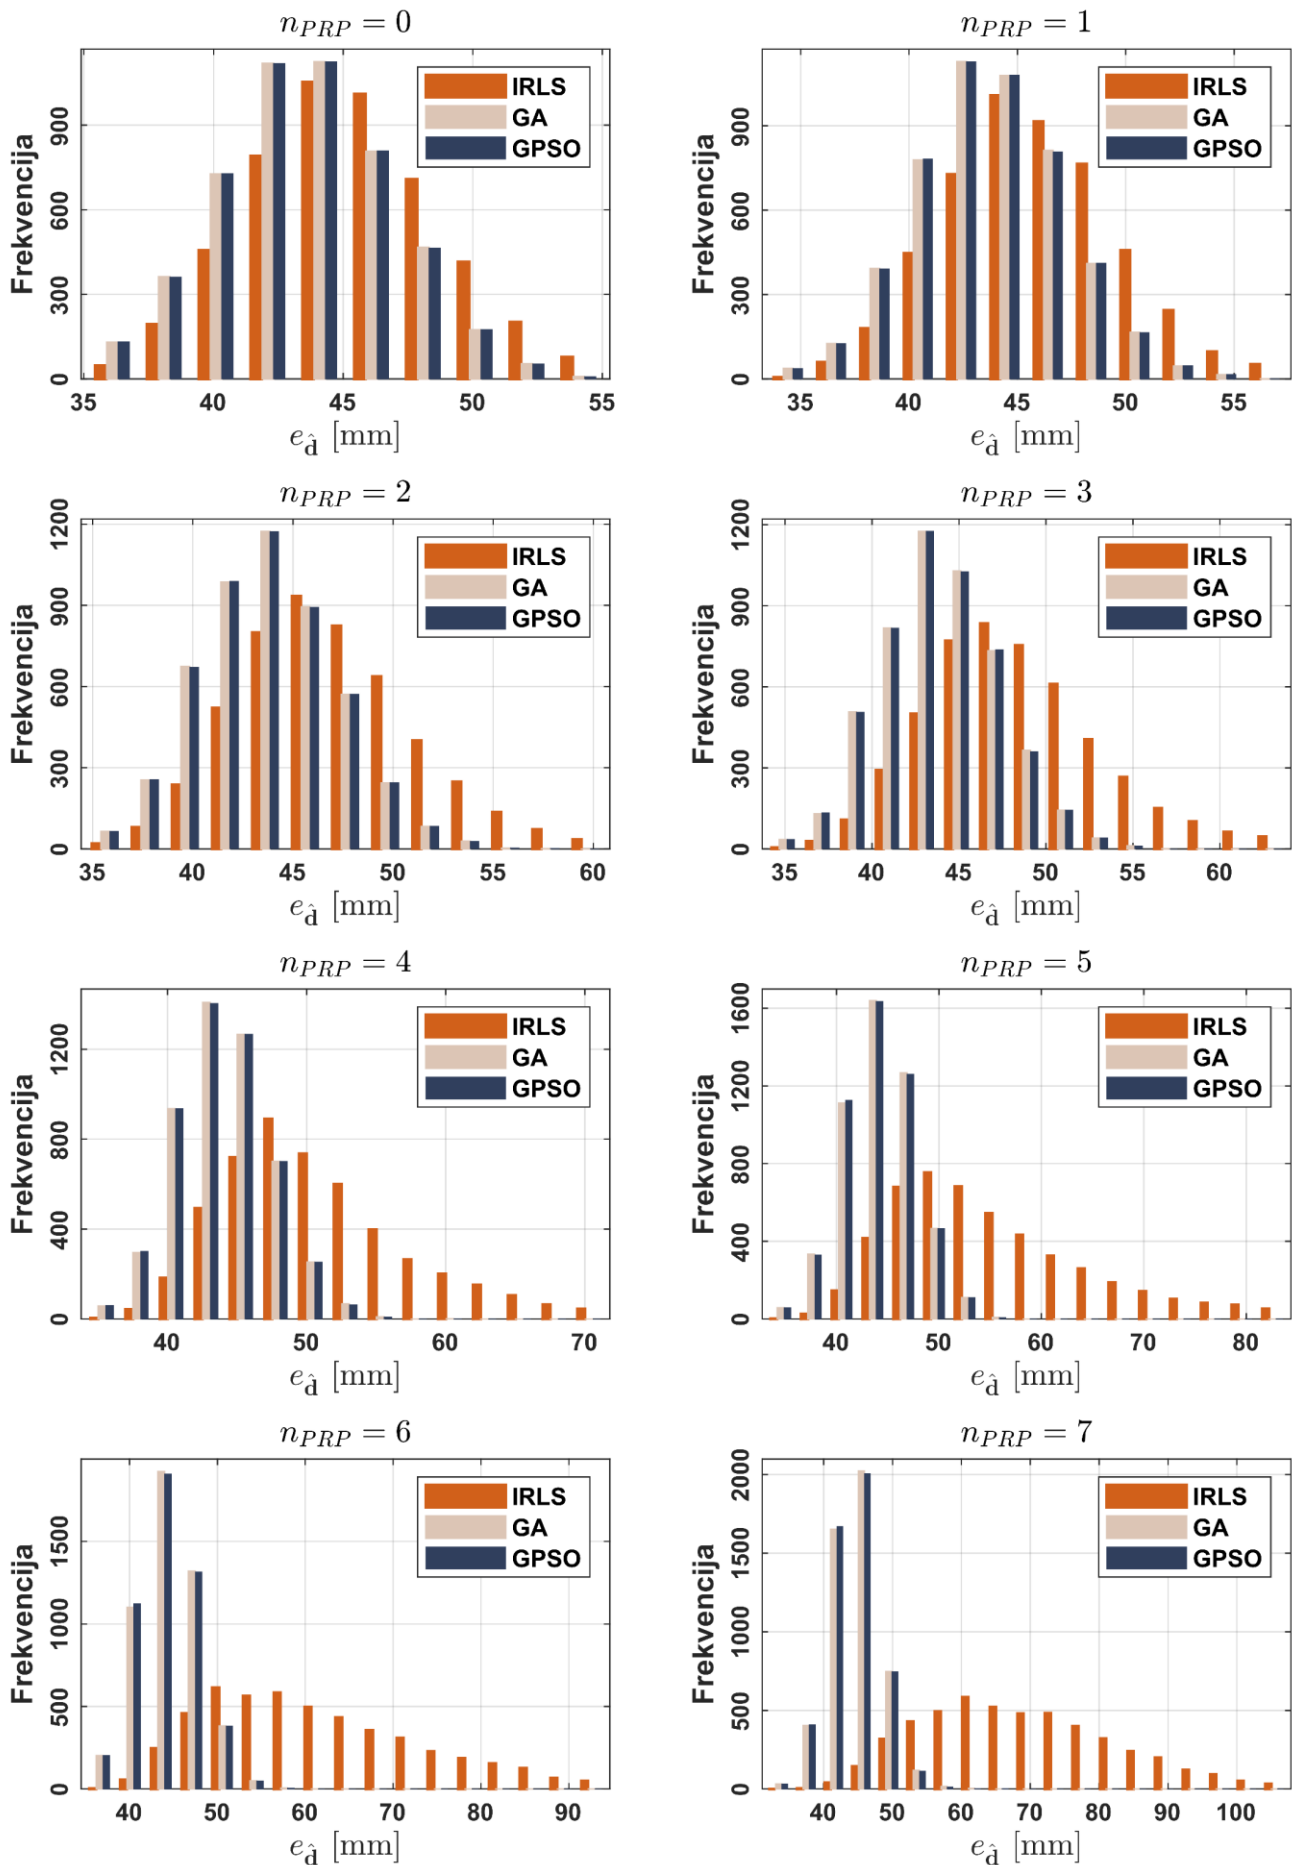 n_PRP = 0
Frekvencija
900
600
300
0
IRLS
GA
GPSO
35 40 45 50 55
e_d̂ [mm]
n_PRP = 1
Frekvencija
900
600
300
0
IRLS
GA
GPSO
35 40 45 50 55
e_d̂ [mm]
n_PRP = 2
Frekvencija
1200
900
600
300
0
IRLS
GA
GPSO
35 40 45 50 55 60
e_d̂ [mm]
n_PRP = 3
Frekvencija
1200
900
600
300
0
IRLS
GA
GPSO
35 40 45 50 55 60
e_d̂ [mm]
n_PRP = 4
Frekvencija
1200
800
400
0
IRLS
GA
GPSO
40 50 60 70
e_d̂ [mm]
n_PRP = 5
Frekvencija
1600
1200
800
400
0
IRLS
GA
GPSO
40 50 60 70 80
e_d̂ [mm]
n_PRP = 6
Frekvencija
1500
1000
500
0
IRLS
GA
GPSO
40 50 60 70 80 90
e_d̂ [mm]
n_PRP = 7
Frekvencija
2000
1500
1000
500
0
IRLS
GA
GPSO
40 50 60 70 80 90 100
e_d̂ [mm]